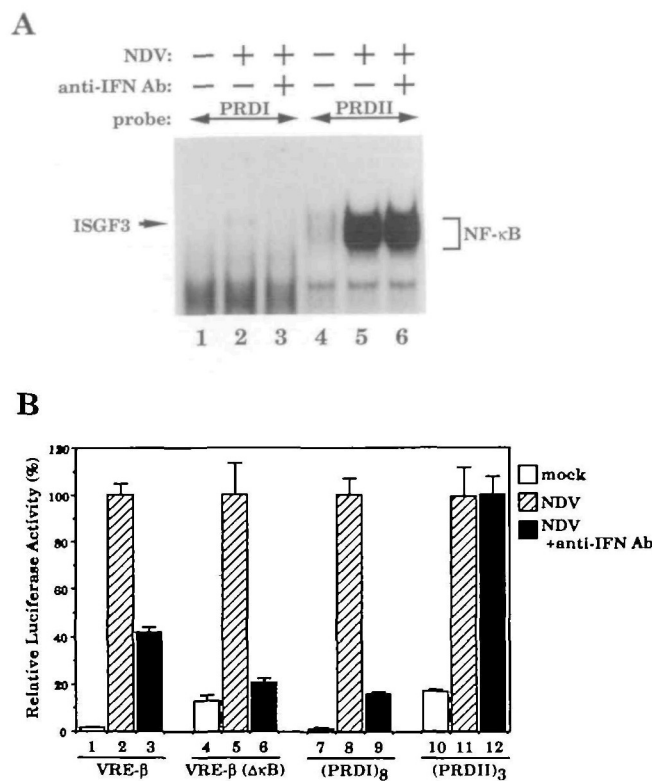 A
NDV: − + + − + +
anti-IFN Ab: − − + − − +
probe: PRDI PRDII
ISGF3
NF-κB
1 2 3 4 5 6
B
Relative Luciferase Activity (%)
120
100
80
60
40
20
0
mock
NDV
NDV
+anti-IFN Ab
1 2 3 4 5 6 7 8 9 10 11 12
VRE-β VRE-β (ΔκB) (PRDI)8 (PRDII)3